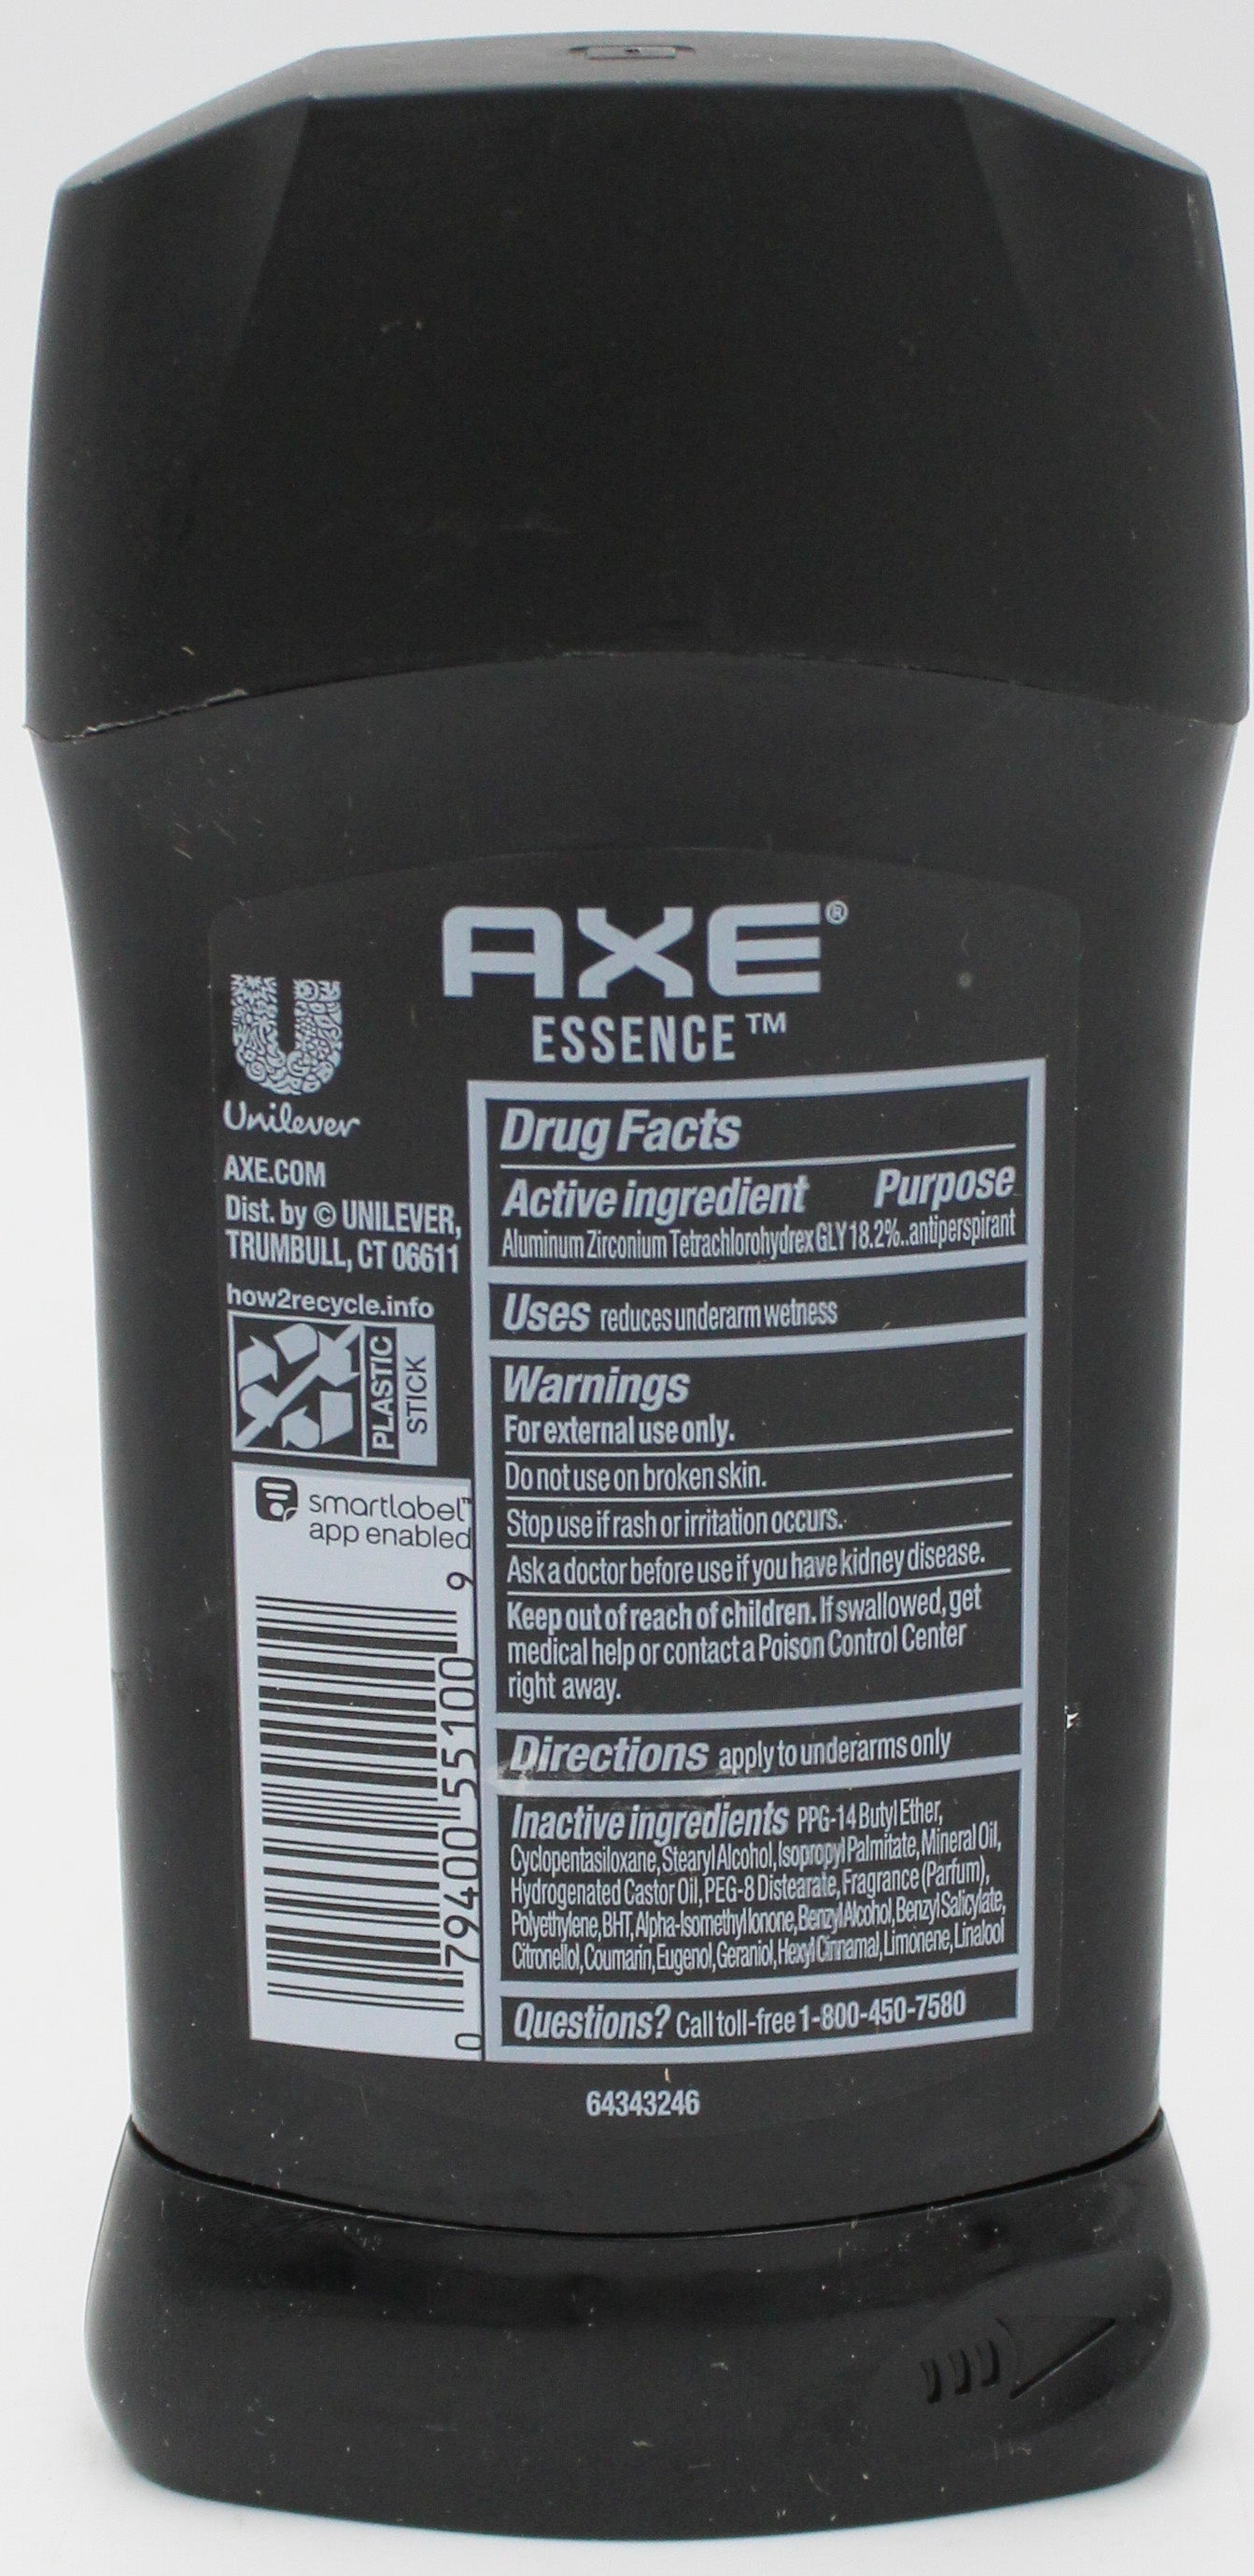 AXE®
ESSENCE™
Unilever
AXE.COM
Dist. by © UNILEVER,
TRUMBULL, CT 06611
how2recycle.info
PLASTIC
STICK
smartlabel™
app enabled
0 79400 55100 9
Drug Facts
Active ingredient Purpose
Aluminum Zirconium Tetrachlorohydrex GLY 18.2%..antiperspirant
Uses reduces underarm wetness
Warnings
For external use only.
Do not use on broken skin.
Stop use if rash or irritation occurs.
Ask a doctor before use if you have kidney disease.
Keep out of reach of children. If swallowed, get
medical help or contact a Poison Control Center
right away.
Directions apply to underarms only
Inactive ingredients PPG-14 Butyl Ether,
Cyclopentasiloxane, Stearyl Alcohol, Isopropyl Palmitate, Mineral Oil,
Hydrogenated Castor Oil, PEG-8 Distearate, Fragrance (Parfum),
Polyethylene, BHT, Alpha-Isomethyl Ionone, Benzyl Alcohol, Benzyl Salicylate,
Citronellol, Coumarin, Eugenol, Geraniol, Hexyl Cinnamal, Limonene, Linalool
Questions? Call toll-free 1-800-450-7580
64343246